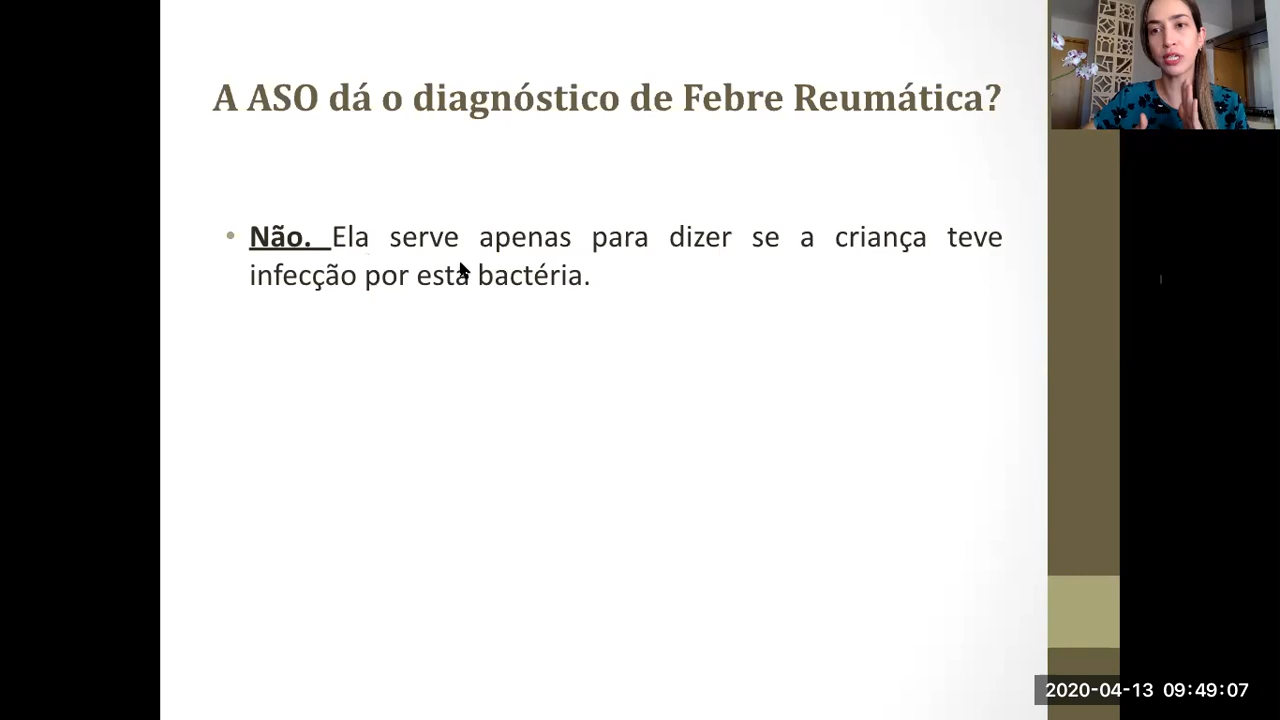 A ASO dá o diagnóstico de Febre Reumática?
• Não. Ela serve apenas para dizer se a criança teve
infecção por esta bactéria.
2020-04-13 09:49:07